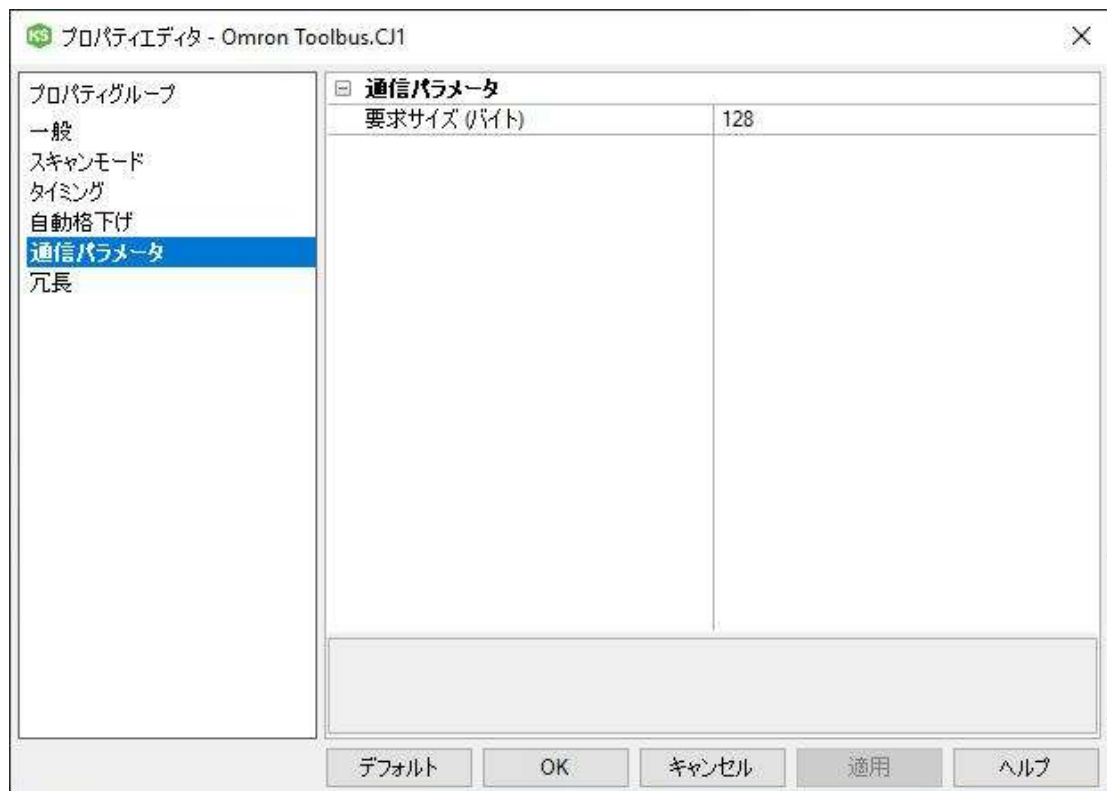 KS プロパティエディタ - Omron Toolbus.CJ1
プロパティグループ
一般
スキャンモード
タイミング
自動格下げ
通信パラメータ
冗長
通信パラメータ
要求サイズ (バイト) 128
デフォルト OK キャンセル 適用 ヘルプ